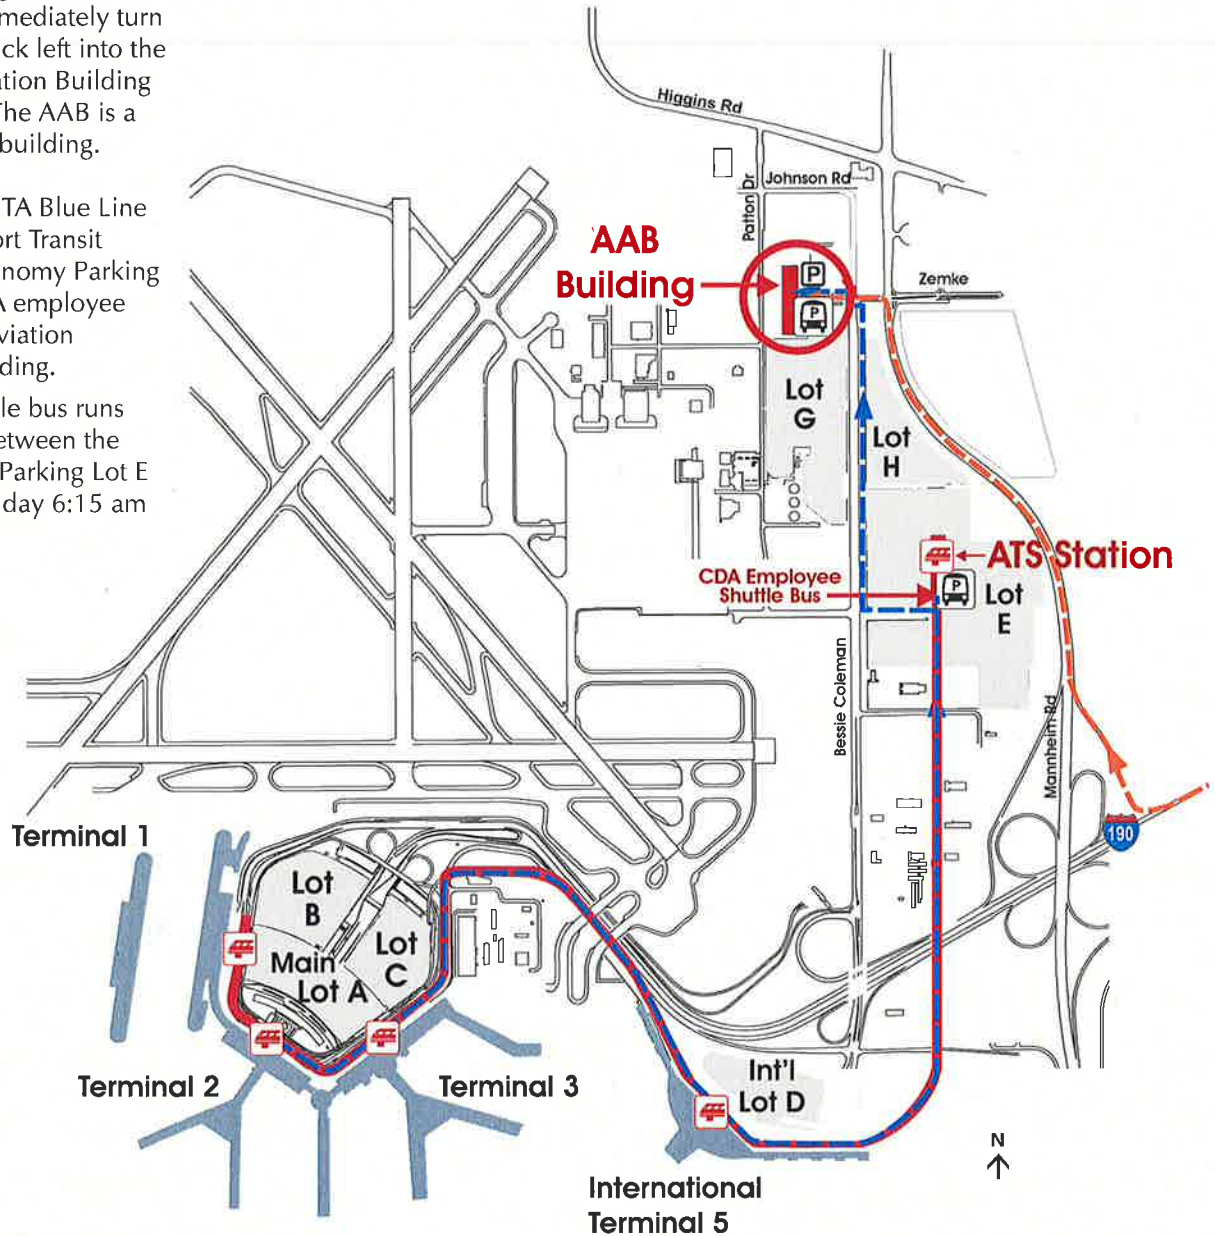 mediately turn
ck left into the
ation Building
The AAB is a
building.
TA Blue Line
ort Transit
onomy Parking
A employee
viation
ding.
le bus runs
etween the
Parking Lot E
day 6:15 am
Higgins Rd
Johnson Rd
Patton Dr
AAB
Building
P
P
Zemke
Lot
G
Lot
H
ATS Station
CDA Employee
Shuttle Bus
P
Lot
E
Bessie Coleman
Mannheim Rd
190
Terminal 1
Lot
B
Lot
C
Main
Lot A
Terminal 2
Terminal 3
Int'l
Lot D
N
International
Terminal 5